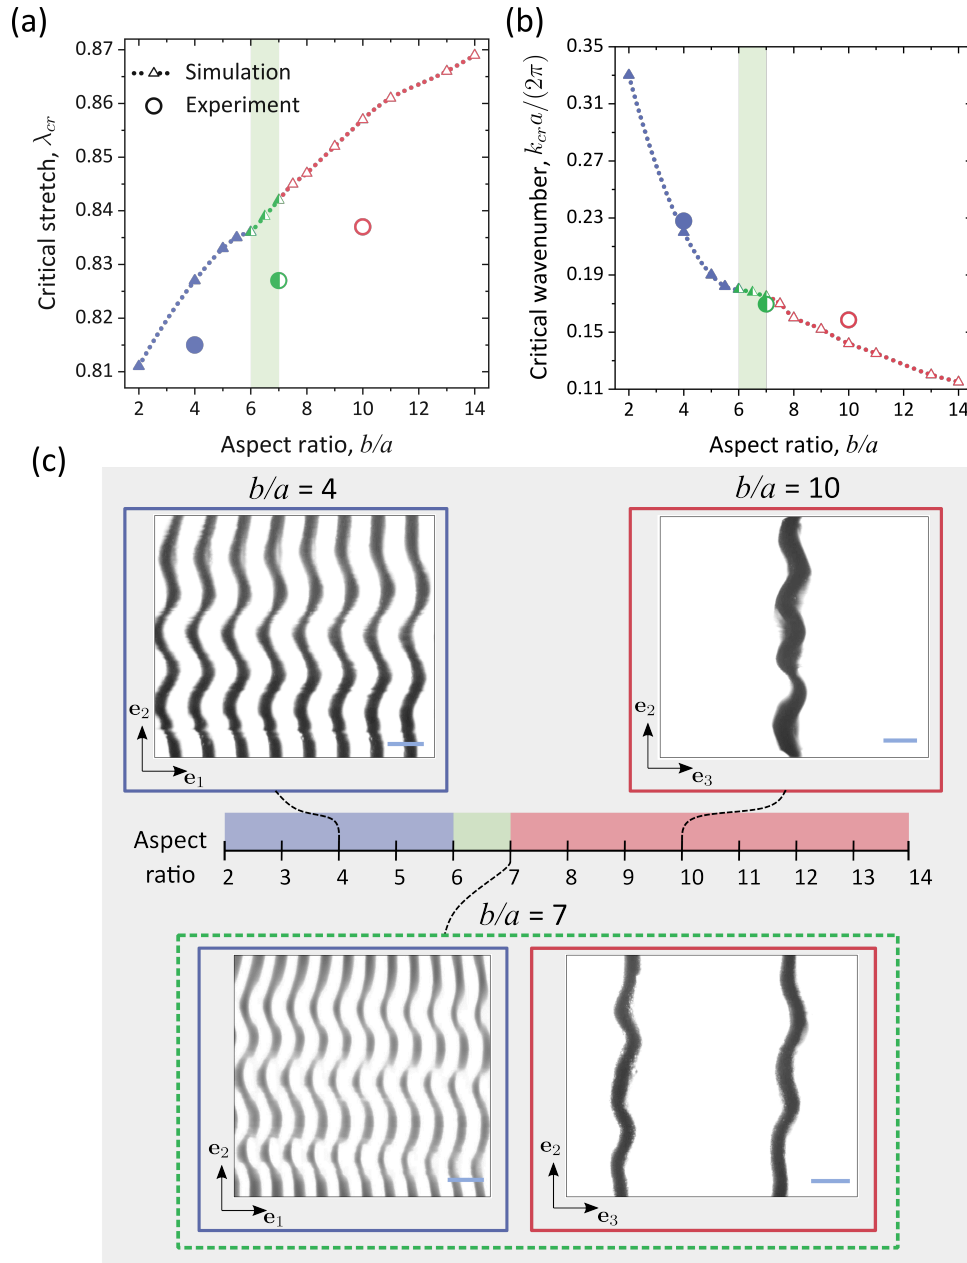 (a)
0.87
0.86
0.85
0.84
0.83
0.82
0.81
Critical stretch, λcr
Simulation
Experiment
2 4 6 8 10 12 14
Aspect ratio, b/a
(b)
0.35
0.31
0.27
0.23
0.19
0.15
0.11
Critical wavenumber, kcr a/(2π)
2 4 6 8 10 12 14
Aspect ratio, b/a
(c)
b/a = 4
e2
e1
b/a = 10
e2
e3
Aspect
ratio
2 3 4 5 6 7 8 9 10 11 12 13 14
b/a = 7
e2
e1
e2
e3